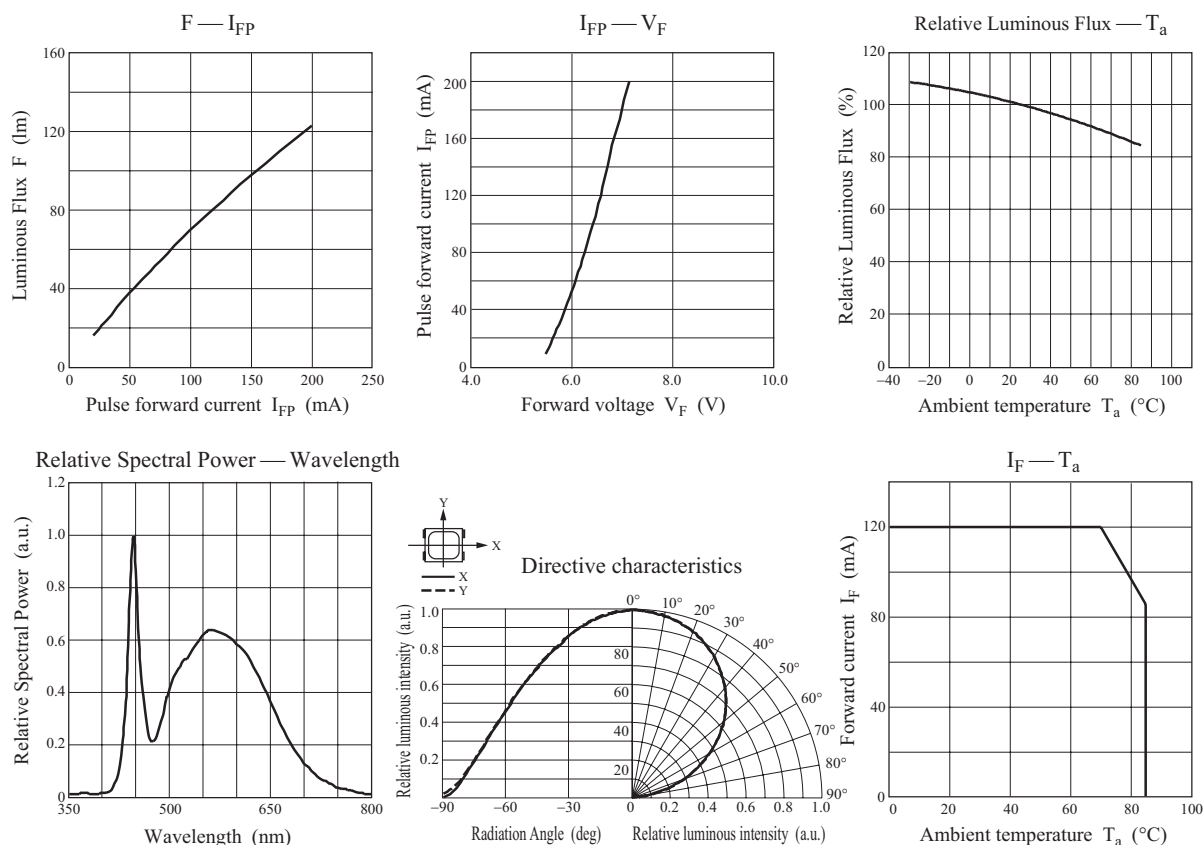 F — I_FP
160
120
80
40
0
0 50 100 150 200 250
Luminous Flux F (lm)
Pulse forward current I_FP (mA)
I_FP — V_F
200
160
120
80
40
0
4.0 6.0 8.0 10.0
Pulse forward current I_FP (mA)
Forward voltage V_F (V)
Relative Luminous Flux — T_a
120
100
80
60
40
20
0
−40 −20 0 20 40 60 80 100
Relative Luminous Flux (%)
Ambient temperature T_a (°C)
Relative Spectral Power — Wavelength
1.2
1.0
0.8
0.6
0.4
0.2
0
350 500 650 800
Relative Spectral Power (a.u.)
Wavelength (nm)
Y
X
X
Y
Directive characteristics
1.0
0.8
0.6
0.4
0.2
Relative luminous intensity (a.u.)
80
60
40
20
0° 10° 20° 30° 40° 50° 60° 70° 80° 90°
−90 −60 −30 0 0.2 0.4 0.6 0.8 1.0
Radiation Angle (deg) Relative luminous intensity (a.u.)
I_F — T_a
120
80
40
0
0 20 40 60 80 100
Forward current I_F (mA)
Ambient temperature T_a (°C)